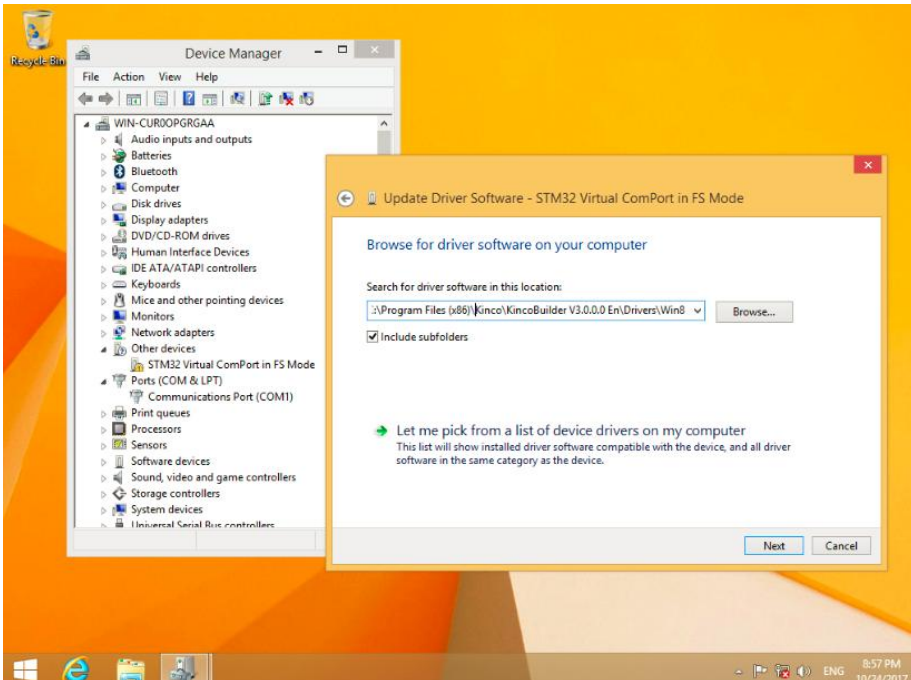 Recycle Bin
Device Manager
File Action View Help
WIN-CUR0OPGRGAA
Audio inputs and outputs
Batteries
Bluetooth
Computer
Disk drives
Display adapters
DVD/CD-ROM drives
Human Interface Devices
IDE ATA/ATAPI controllers
Keyboards
Mice and other pointing devices
Monitors
Network adapters
Other devices
STM32 Virtual ComPort in FS Mode
Ports (COM & LPT)
Communications Port (COM1)
Print queues
Processors
Sensors
Software devices
Sound, video and game controllers
Storage controllers
System devices
Universal Serial Bus controllers
Update Driver Software - STM32 Virtual ComPort in FS Mode
Browse for driver software on your computer
Search for driver software in this location:
:\Program Files (x86)\Kinco\KincoBuilder V3.0.0.0 En\Drivers\Win8
Browse...
Include subfolders
Let me pick from a list of device drivers on my computer
This list will show installed driver software compatible with the device, and all driver
software in the same category as the device.
Next Cancel
ENG
8:57 PM
10/24/2017